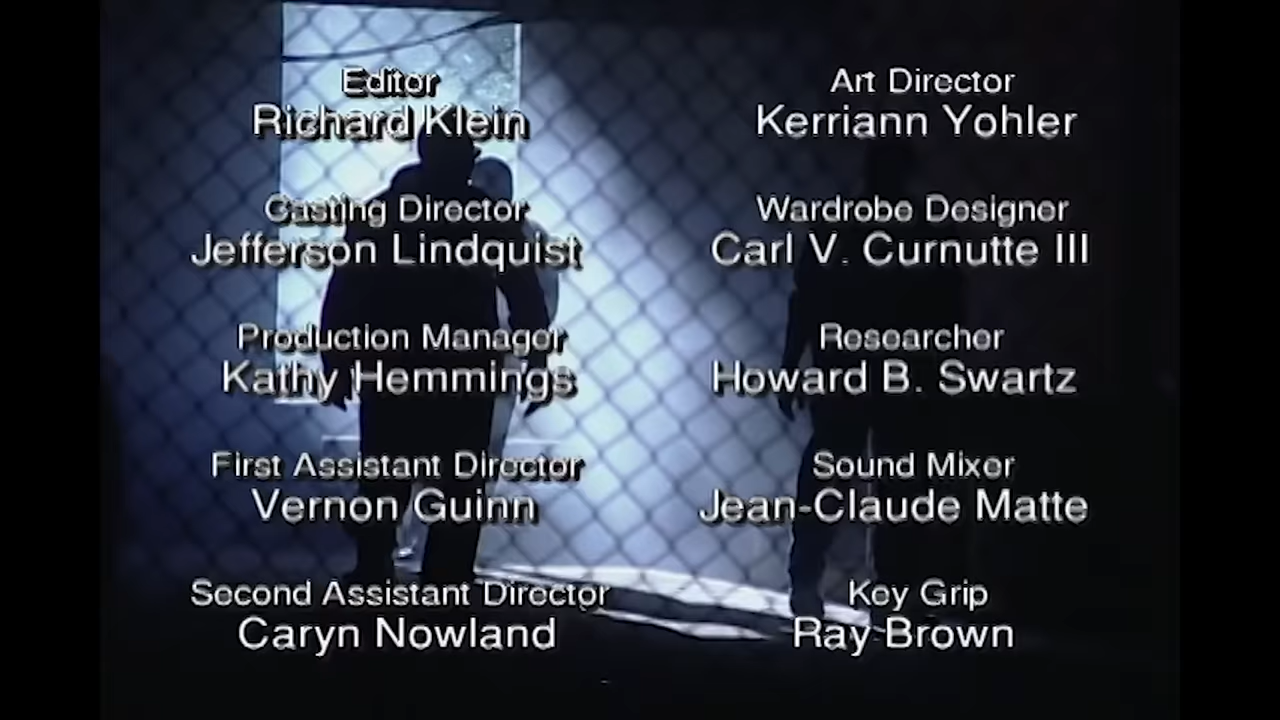 Editor
Richard Klein
Casting Director
Jefferson Lindquist
Production Manager
Kathy Hemmings
First Assistant Director
Vernon Guinn
Second Assistant Director
Caryn Nowland
Art Director
Kerriann Yohler
Wardrobe Designer
Carl V. Curnutte III
Researcher
Howard B. Swartz
Sound Mixer
Jean-Claude Matte
Key Grip
Ray Brown